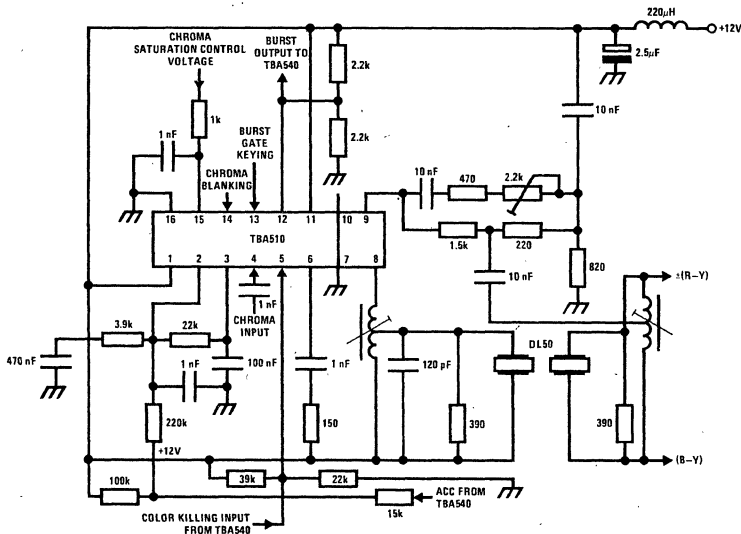 220μH
+12V
2.5μF
CHROMA
SATURATION CONTROL
VOLTAGE
BURST
OUTPUT TO
TBA540
2.2k
1k
10 nF
1 nF
BURST
GATE
KEYING
2.2k
CHROMA
BLANKING
10 nF
470
2.2k
16
15
14
13
12
11
10
9
TBA510
1.5k
220
1
2
3
4
5
6
7
8
10 nF
820
±(R–Y)
1 nF
CHROMA
INPUT
3.9k
22k
DL50
470 nF
1 nF
100 nF
1 nF
120 pF
220k
150
390
390
+12V
(B–Y)
100k
39k
22k
15k
ACC FROM
TBA540
COLOR KILLING INPUT
FROM TBA540